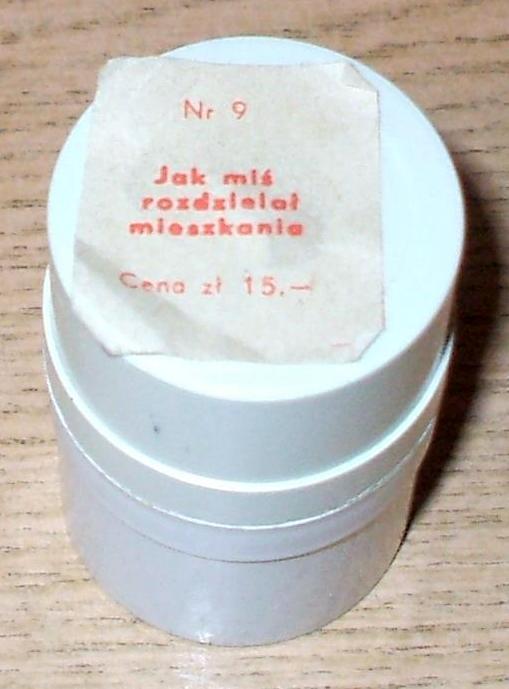 Nr 9
Jak miś
rozdzielał
mieszkania
Cena zł 15.—